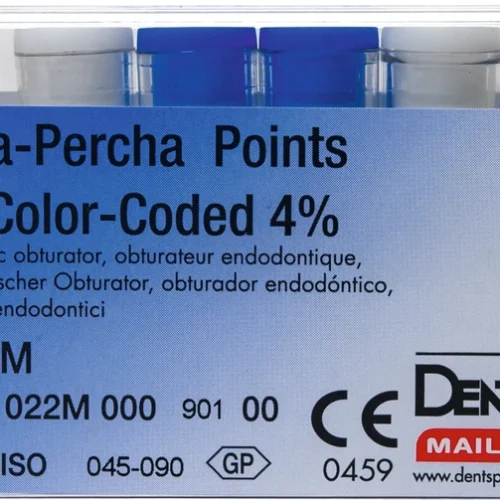 a-Percha Points
Color-Coded 4%
c obturator, obturateur endodontique,
scher Obturator, obturador endodóntico,
endodontici
M
022M 000 901 00
CE
DEN
MAIL
ISO 045-090 GP 0459 www.dentsp